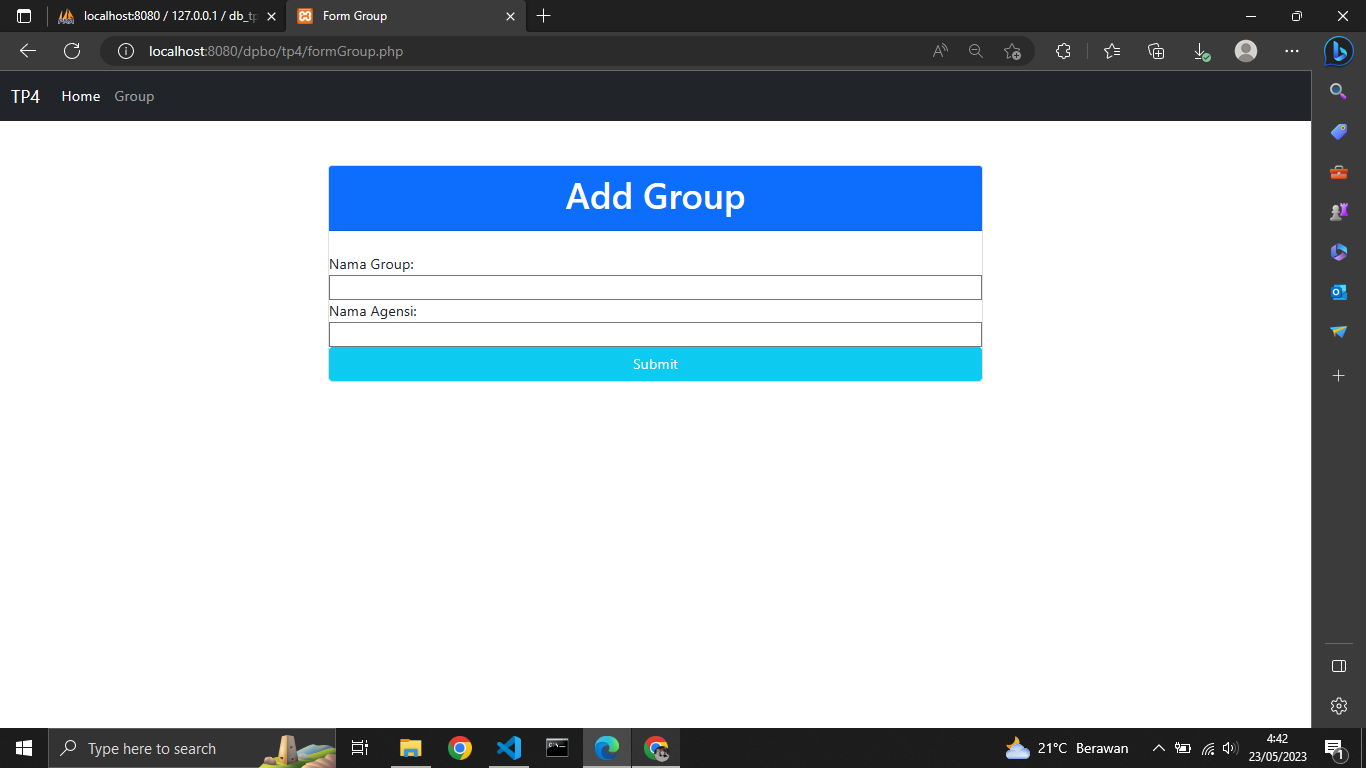 localhost:8080 / 127.0.0.1 / db_tp
Form Group
localhost:8080/dpbo/tp4/formGroup.php
TP4
Home
Group
Add Group
Nama Group:
Nama Agensi:
Submit
Type here to search
21°C Berawan
4:42
23/05/2023
1